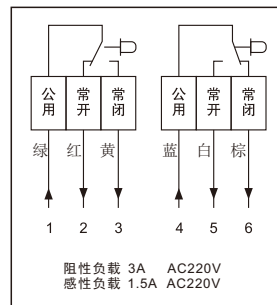 公用 常开 常闭 公用 常开 常闭
绿 红 黄 蓝 白 棕
1 2 3 4 5 6
阻性负载 3A AC220V
感性负载 1.5A AC220V